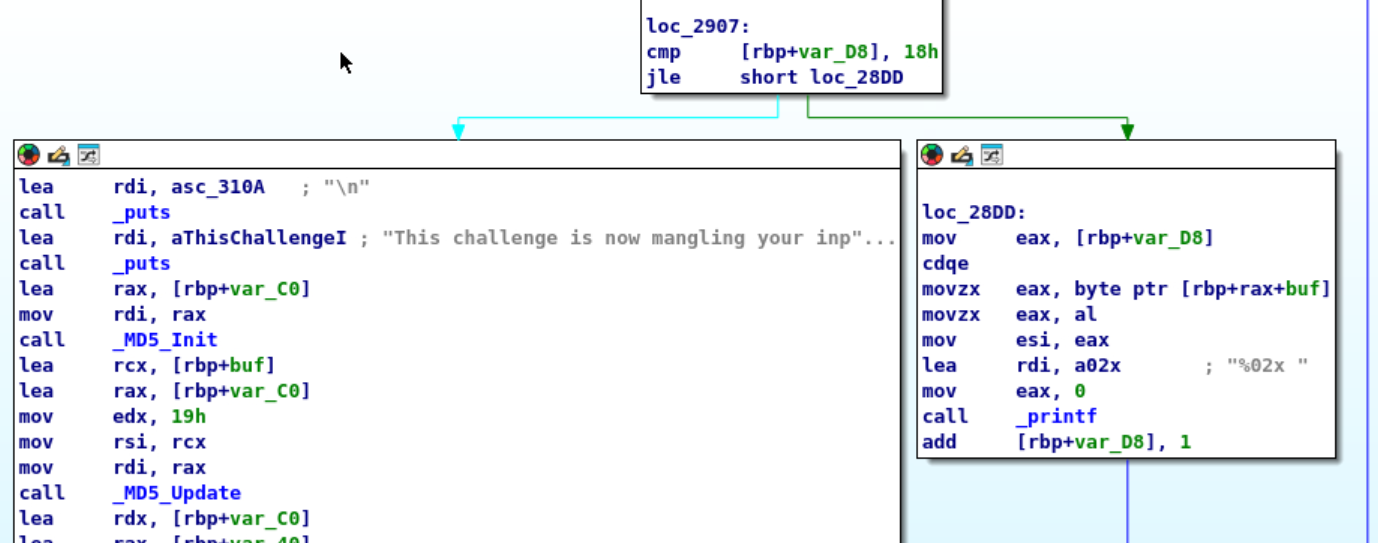 loc_2907:
cmp [rbp+var_D8], 18h
jle short loc_28DD
lea rdi, asc_310A ; "\n"
call _puts
lea rdi, aThisChallengeI ; "This challenge is now mangling your inp"...
call _puts
lea rax, [rbp+var_C0]
mov rdi, rax
call _MD5_Init
lea rcx, [rbp+buf]
lea rax, [rbp+var_C0]
mov edx, 19h
mov rsi, rcx
mov rdi, rax
call _MD5_Update
lea rdx, [rbp+var_C0]
lea rax, [rbp+var_40]
loc_28DD:
mov eax, [rbp+var_D8]
cdqe
movzx eax, byte ptr [rbp+rax+buf]
movzx eax, al
mov esi, eax
lea rdi, a02x ; "%02x "
mov eax, 0
call _printf
add [rbp+var_D8], 1